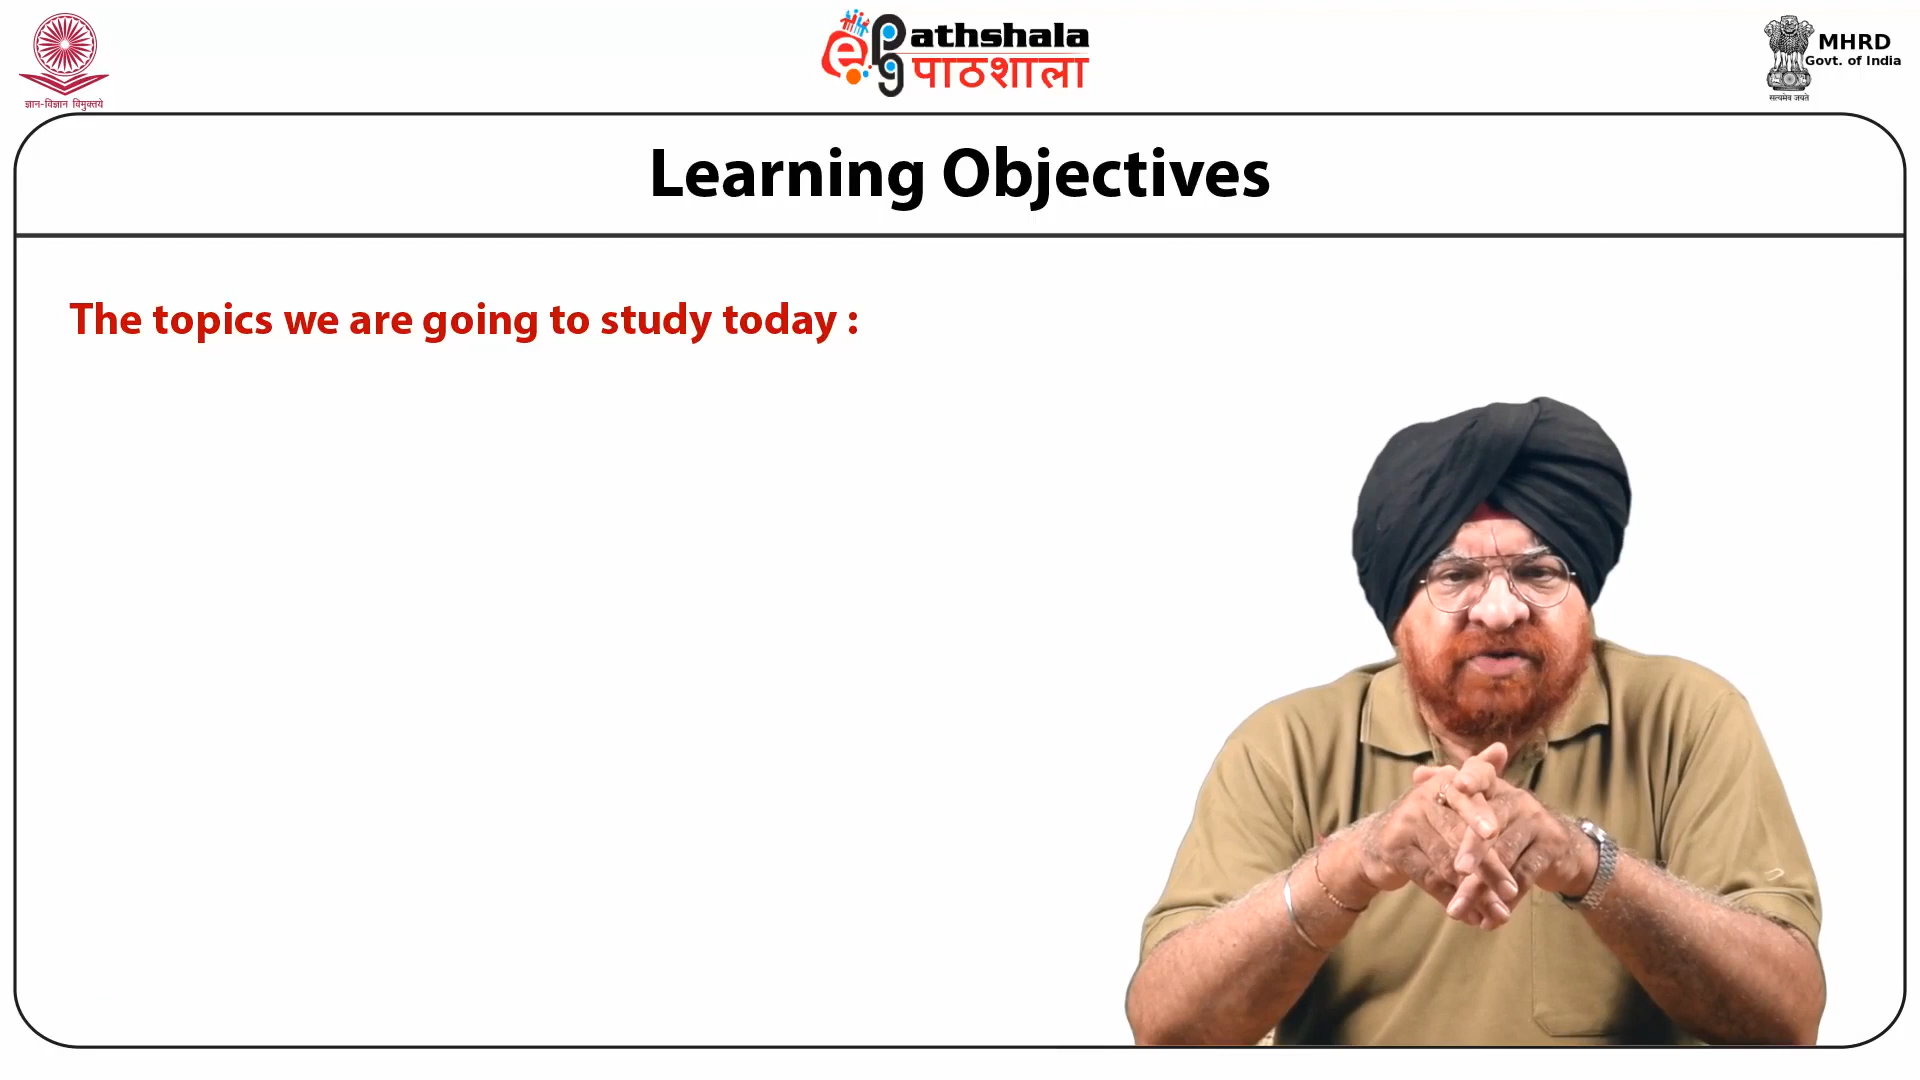 ज्ञान-विज्ञान विमुक्तये
e Pg athshala
पाठशाला
सत्यमेव जयते
MHRD
Govt. of India
Learning Objectives
The topics we are going to study today :